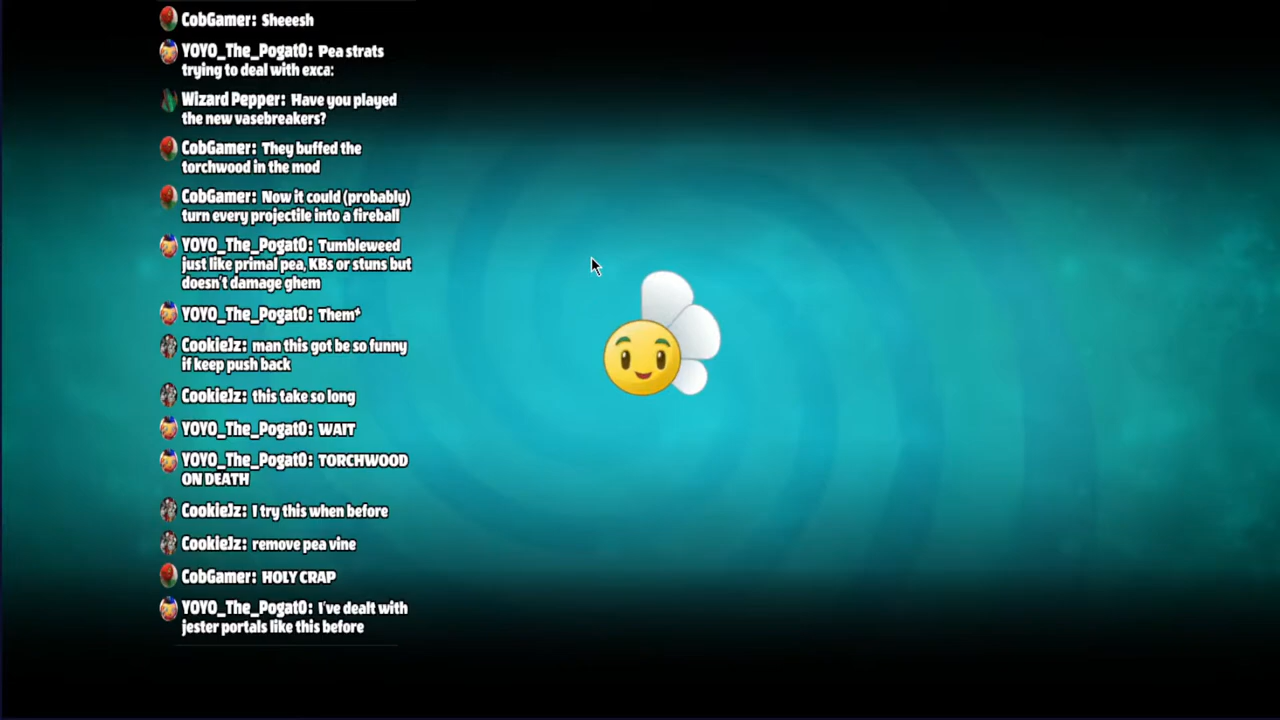 CobGamer: Sheeesh
YOYO_The_Pogat0: Pea strats
trying to deal with exca:
Wizard Pepper: Have you played
the new vasebreakers?
CobGamer: They buffed the
torchwood in the mod
CobGamer: Now it could (probably)
turn every projectile into a fireball
YOYO_The_Pogat0: Tumbleweed
just like primal pea, KBs or stuns but
doesn't damage ghem
YOYO_The_Pogat0: Them*
CookieJz: man this got be so funny
if keep push back
CookieJz: this take so long
YOYO_The_Pogat0: WAIT
YOYO_The_Pogat0: TORCHWOOD
ON DEATH
CookieJz: I try this when before
CookieJz: remove pea vine
CobGamer: HOLY CRAP
YOYO_The_Pogat0: I've dealt with
jester portals like this before